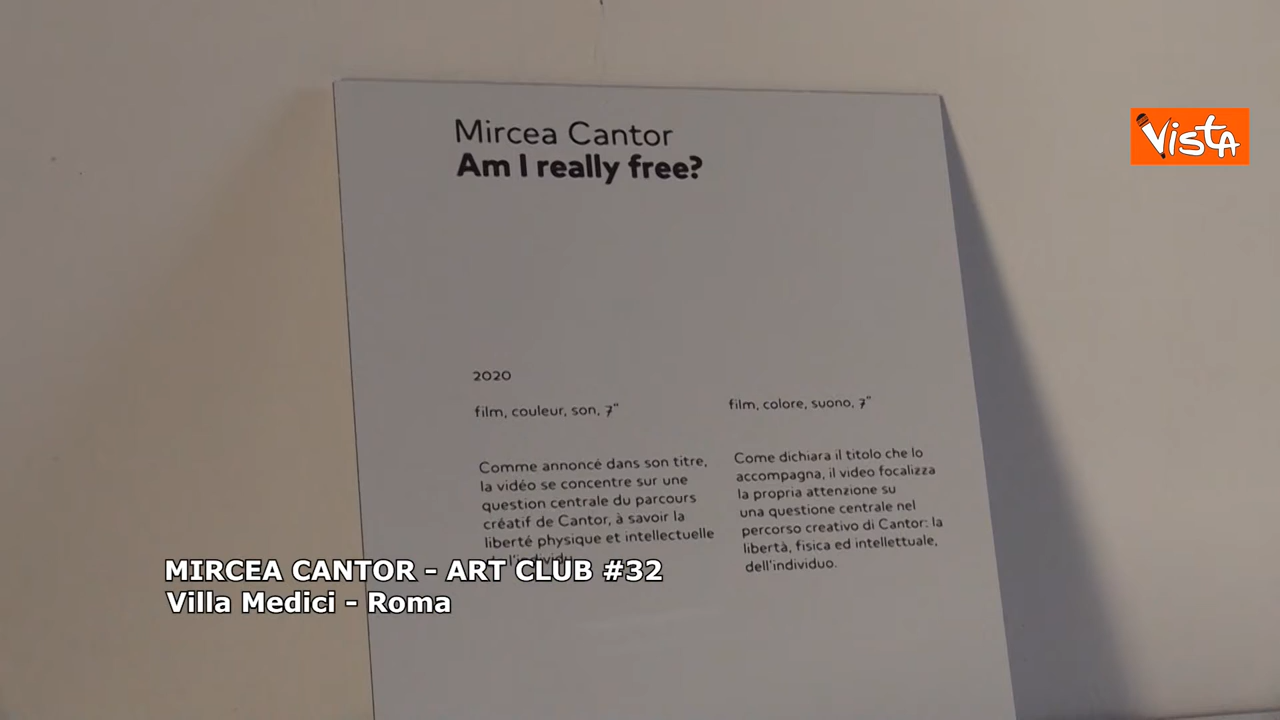 Mircea Cantor
Am I really free?
VISTA
2020
film, couleur, son, 7"
Comme annoncé dans son titre,
la vidéo se concentre sur une
question centrale du parcours
créatif de Cantor, à savoir la
liberté physique et intellectuelle
de l'individu
film, colore, suono, 7"
Come dichiara il titolo che lo
accompagna, il video focalizza
la propria attenzione su
una questione centrale nel
percorso creativo di Cantor: la
libertà, fisica ed intellettuale,
dell'individuo.
MIRCEA CANTOR - ART CLUB #32
Villa Medici - Roma